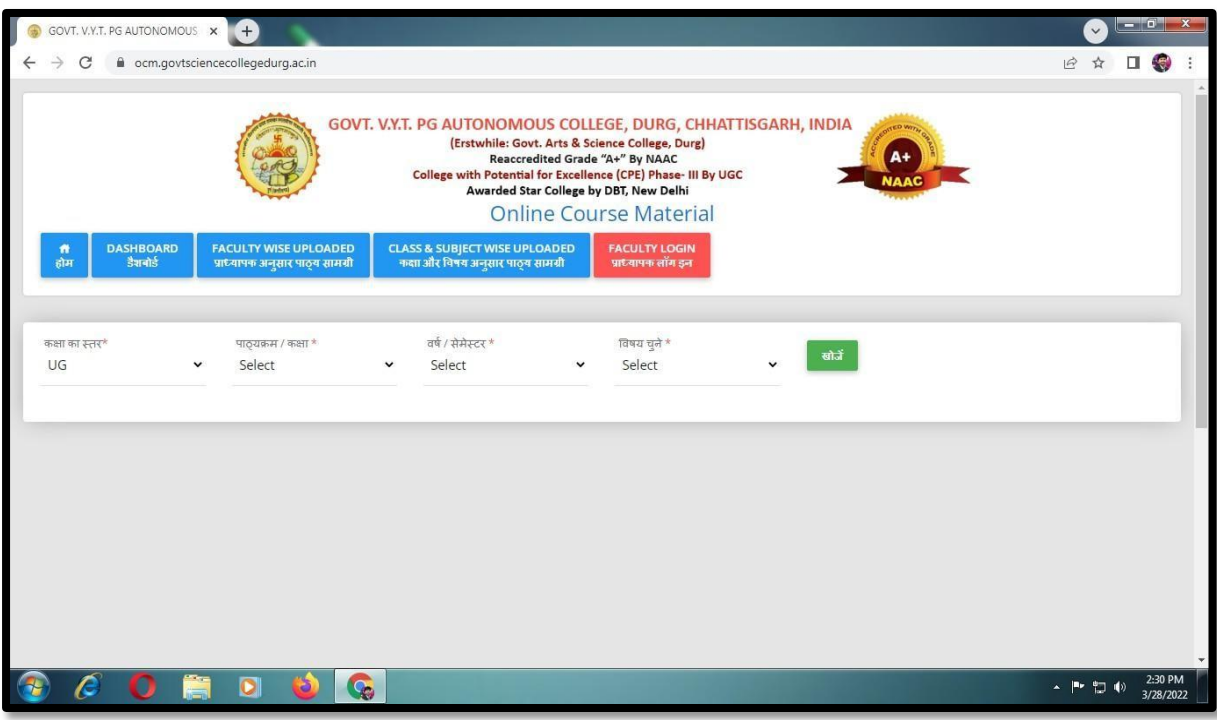 GOVT. V.Y.T. PG AUTONOMOUS
ocm.govtsciencecollegedurg.ac.in
GOVT. V.Y.T. PG AUTONOMOUS COLLEGE, DURG, CHHATTISGARH, INDIA
(Erstwhile: Govt. Arts & Science College, Durg)
Reaccredited Grade "A+" By NAAC
College with Potential for Excellence (CPE) Phase- III By UGC
Awarded Star College by DBT, New Delhi
Online Course Material
ACCREDITED WITH GRADE
A+
NAAC
होम
DASHBOARD
डैशबोर्ड
FACULTY WISE UPLOADED
प्राध्यापक अनुसार पाठ्य सामग्री
CLASS & SUBJECT WISE UPLOADED
कक्षा और विषय अनुसार पाठ्य सामग्री
FACULTY LOGIN
प्राध्यापक लॉग इन
कक्षा का स्तर*
UG
पाठ्यक्रम / कक्षा *
Select
वर्ष / सेमेस्टर *
Select
विषय चुने *
Select
खोजें
2:30 PM
3/28/2022